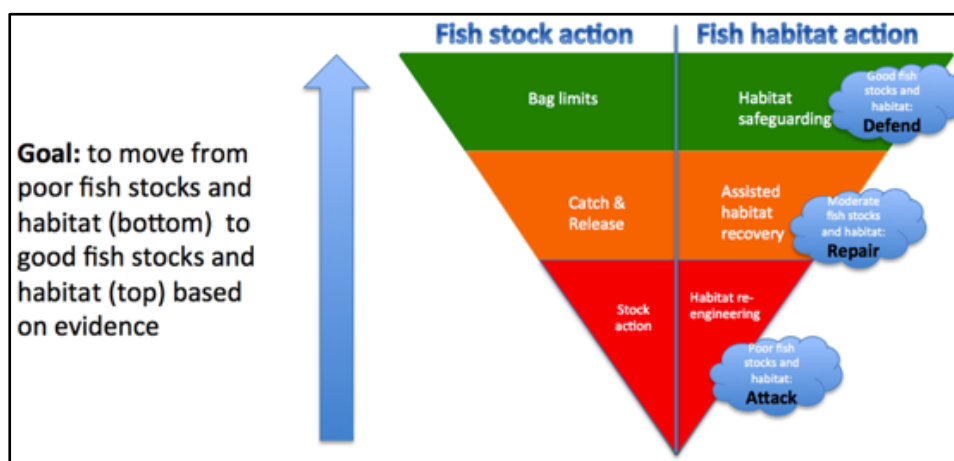 Fish stock action
Fish habitat action
Goal: to move from
poor fish stocks and
habitat (bottom) to
good fish stocks and
habitat (top) based
on evidence
Bag limits
Habitat
safeguarding
Good fish
stocks and
habitat:
Defend
Catch &
Release
Assisted
habitat
recovery
Moderate
fish stocks
and habitat:
Repair
Stock
action
Habitat re-
engineering
Poor fish
stocks and
habitat:
Attack